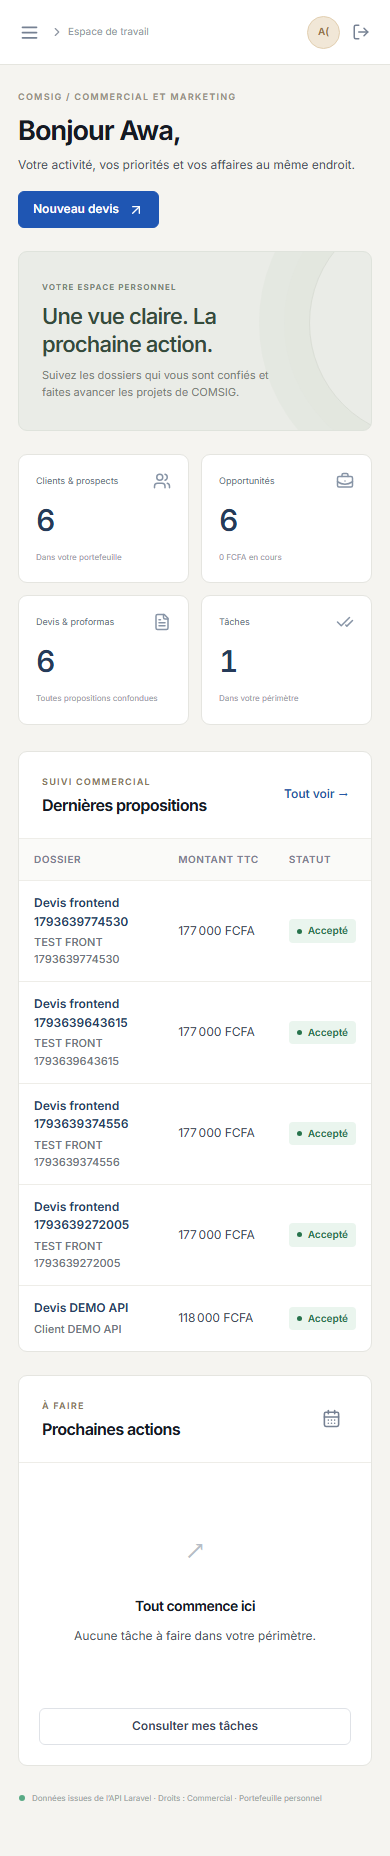 Espace de travail
A(
COMSIG / COMMERCIAL ET MARKETING
Bonjour Awa,
Votre activité, vos priorités et vos affaires au même endroit.
Nouveau devis
VOTRE ESPACE PERSONNEL
Une vue claire. La
prochaine action.
Suivez les dossiers qui vous sont confiés et
faites avancer les projets de COMSIG.
Clients & prospects
6
Dans votre portefeuille
Opportunités
6
0 FCFA en cours
Devis & proformas
6
Toutes propositions confondues
Tâches
1
Dans votre périmètre
SUIVI COMMERCIAL
Dernières propositions
Tout voir →
DOSSIER MONTANT TTC STATUT
Devis frontend
1793639774530
TEST FRONT
1793639774530
177 000 FCFA
Accepté
Devis frontend
1793639643615
TEST FRONT
1793639643615
177 000 FCFA
Accepté
Devis frontend
1793639374556
TEST FRONT
1793639374556
177 000 FCFA
Accepté
Devis frontend
1793639272005
TEST FRONT
1793639272005
177 000 FCFA
Accepté
Devis DEMO API
Client DEMO API
118 000 FCFA
Accepté
À FAIRE
Prochaines actions
Tout commence ici
Aucune tâche à faire dans votre périmètre.
Consulter mes tâches
Données issues de l'API Laravel · Droits : Commercial · Portefeuille personnel